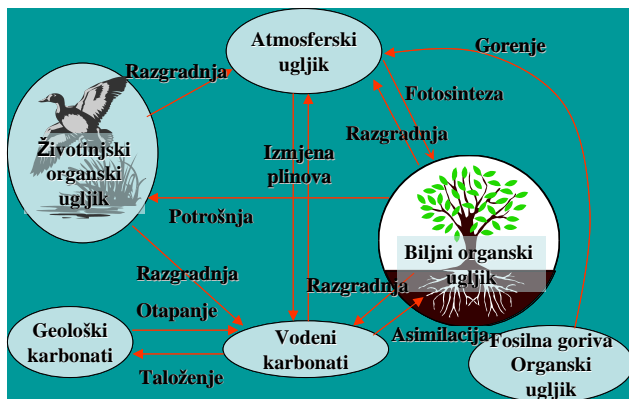 Atmosferski
ugljik
Gorenje
Razgradnja
Fotosinteza
Razgradnja
Životinjski
organski
ugljik
Izmjena
plinova
Potrošnja
Biljni organski
ugljik
Razgradnja
Razgradnja
Otapanje
Geološki
karbonati
Vodeni
karbonati
Asimilacija
Fosilna goriva
Organski
ugljik
Taloženje